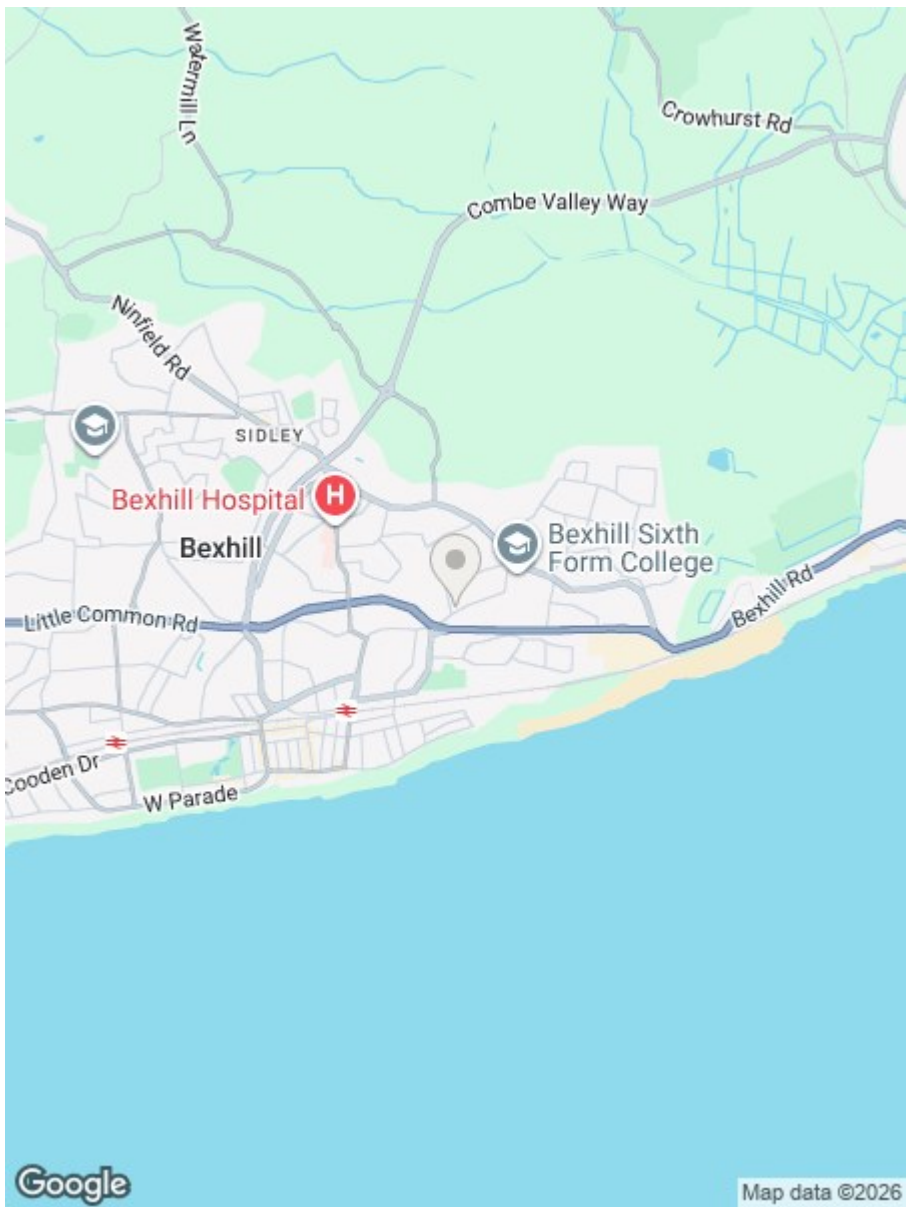 Watermill Ln
Crowhurst Rd
Combe Valley Way
Ninfield Rd
SIDLEY
Bexhill Hospital
H
Bexhill
Bexhill Sixth
Form College
Little Common Rd
Bexhill Rd
Cooden Dr
W Parade
Google
Map data ©2026